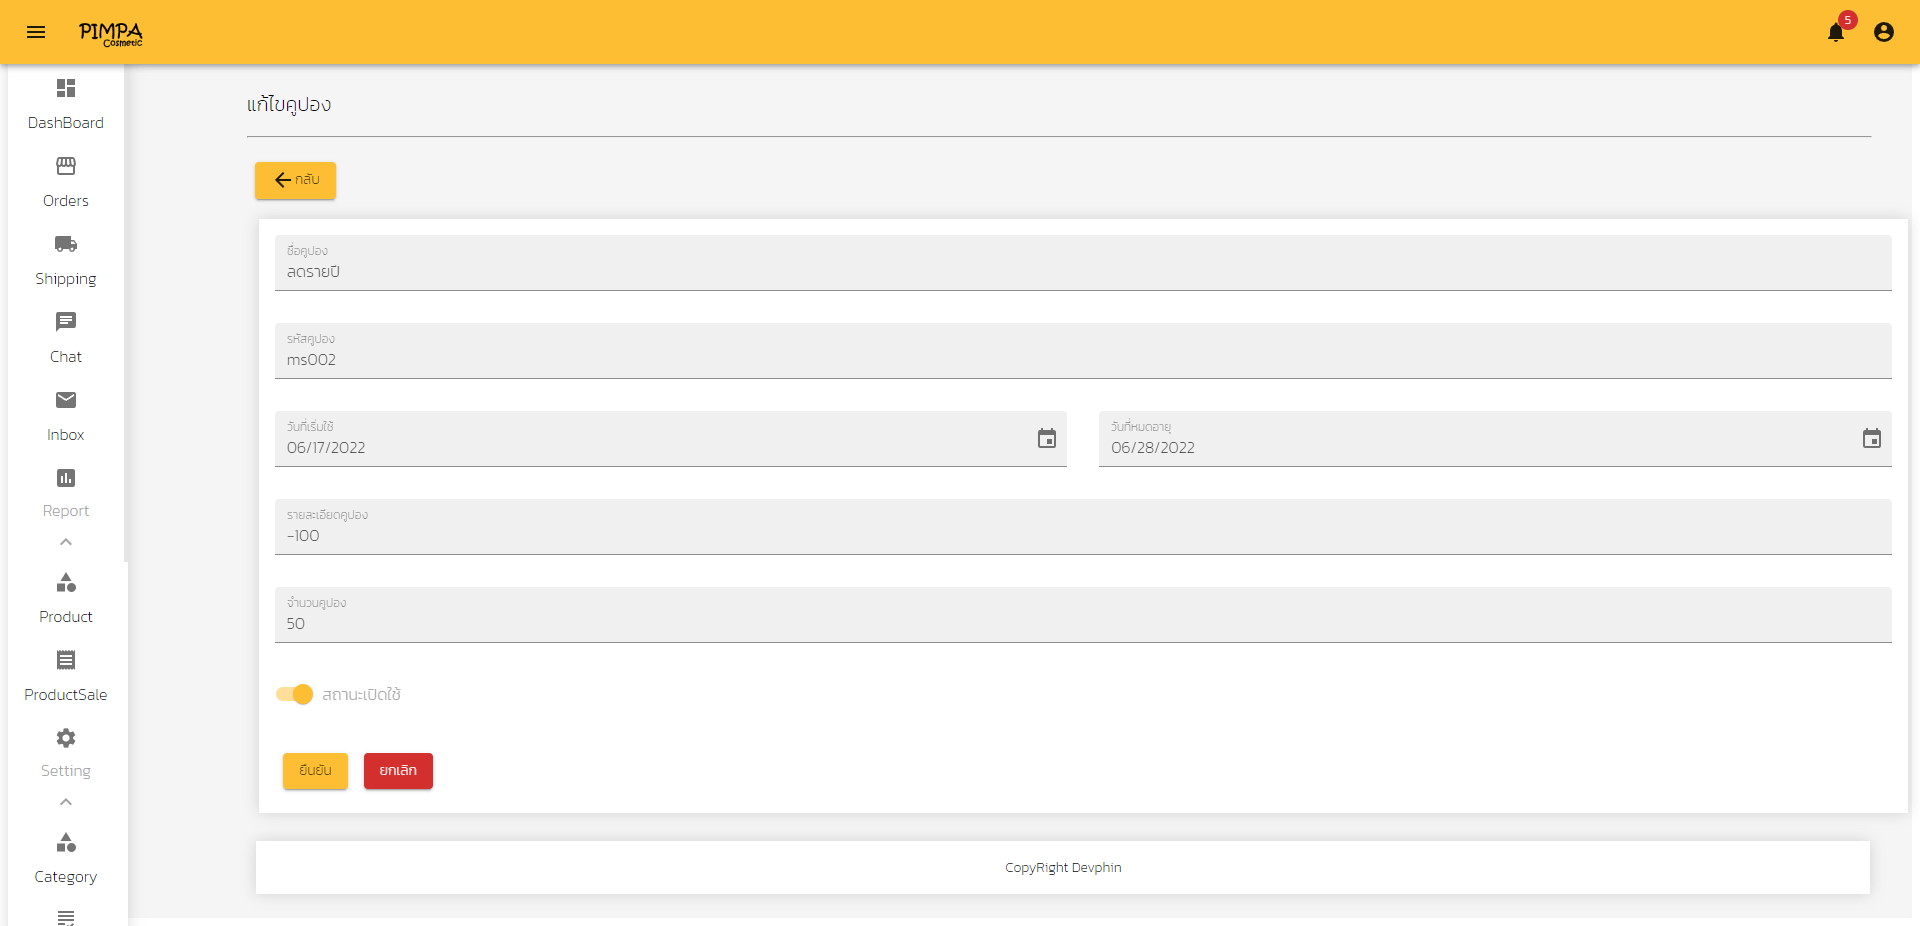 PIMPA
Cosmetic
5
DashBoard
Orders
Shipping
Chat
Inbox
Report
Product
ProductSale
Setting
Category
แก้ไขคูปอง
กลับ
ชื่อคูปอง
ลดรายปี
รหัสคูปอง
ms002
วันที่เริ่มใช้
06/17/2022
วันที่หมดอายุ
06/28/2022
รายละเอียดคูปอง
-100
จำนวนคูปอง
50
สถานะเปิดใช้
ยืนยัน
ยกเลิก
CopyRight Devphin